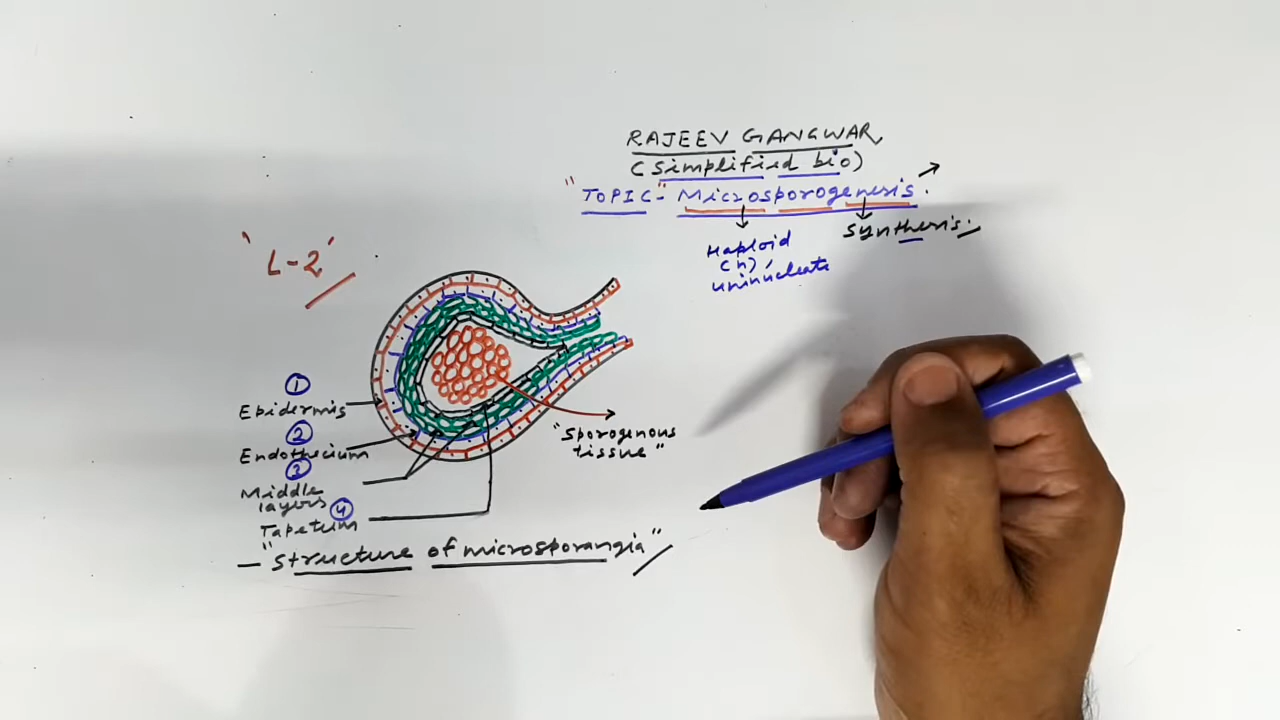 RAJEEV GANGWAR
(Simplified bio)
"TOPIC"- Microsporogenesis.
Haploid
(n),
uninucleate
Synthesis.
"L-2"
①
Epidermis
②
Endothecium
③
Middle
layers
④
Tapetum
"Sporogenous
tissue"
— "Structure of microsporangia"